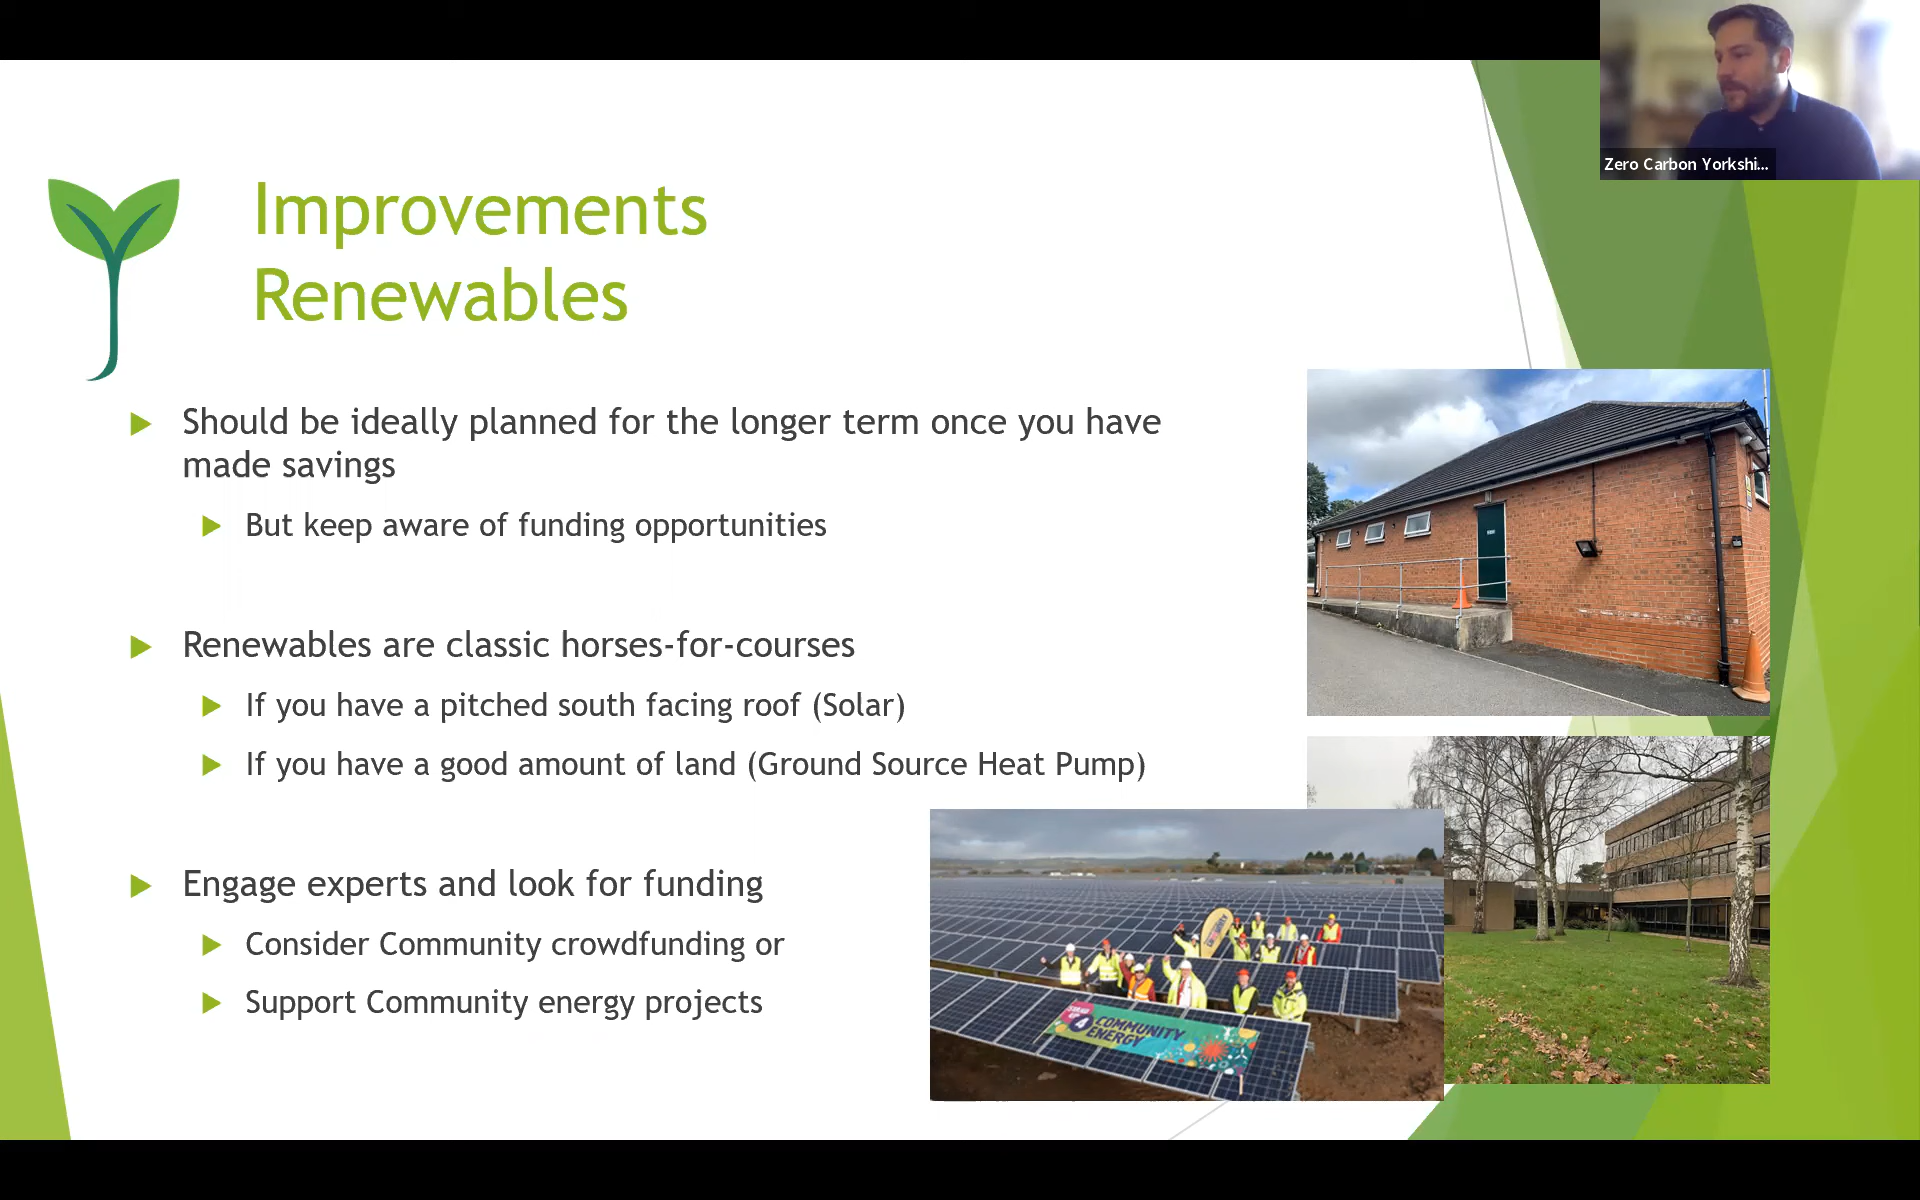 Zero Carbon Yorkshi...
Improvements
Renewables
Should be ideally planned for the longer term once you have
made savings
But keep aware of funding opportunities
Renewables are classic horses-for-courses
If you have a pitched south facing roof (Solar)
If you have a good amount of land (Ground Source Heat Pump)
Engage experts and look for funding
Consider Community crowdfunding or
Support Community energy projects
4
COMMUNITY
ENERGY